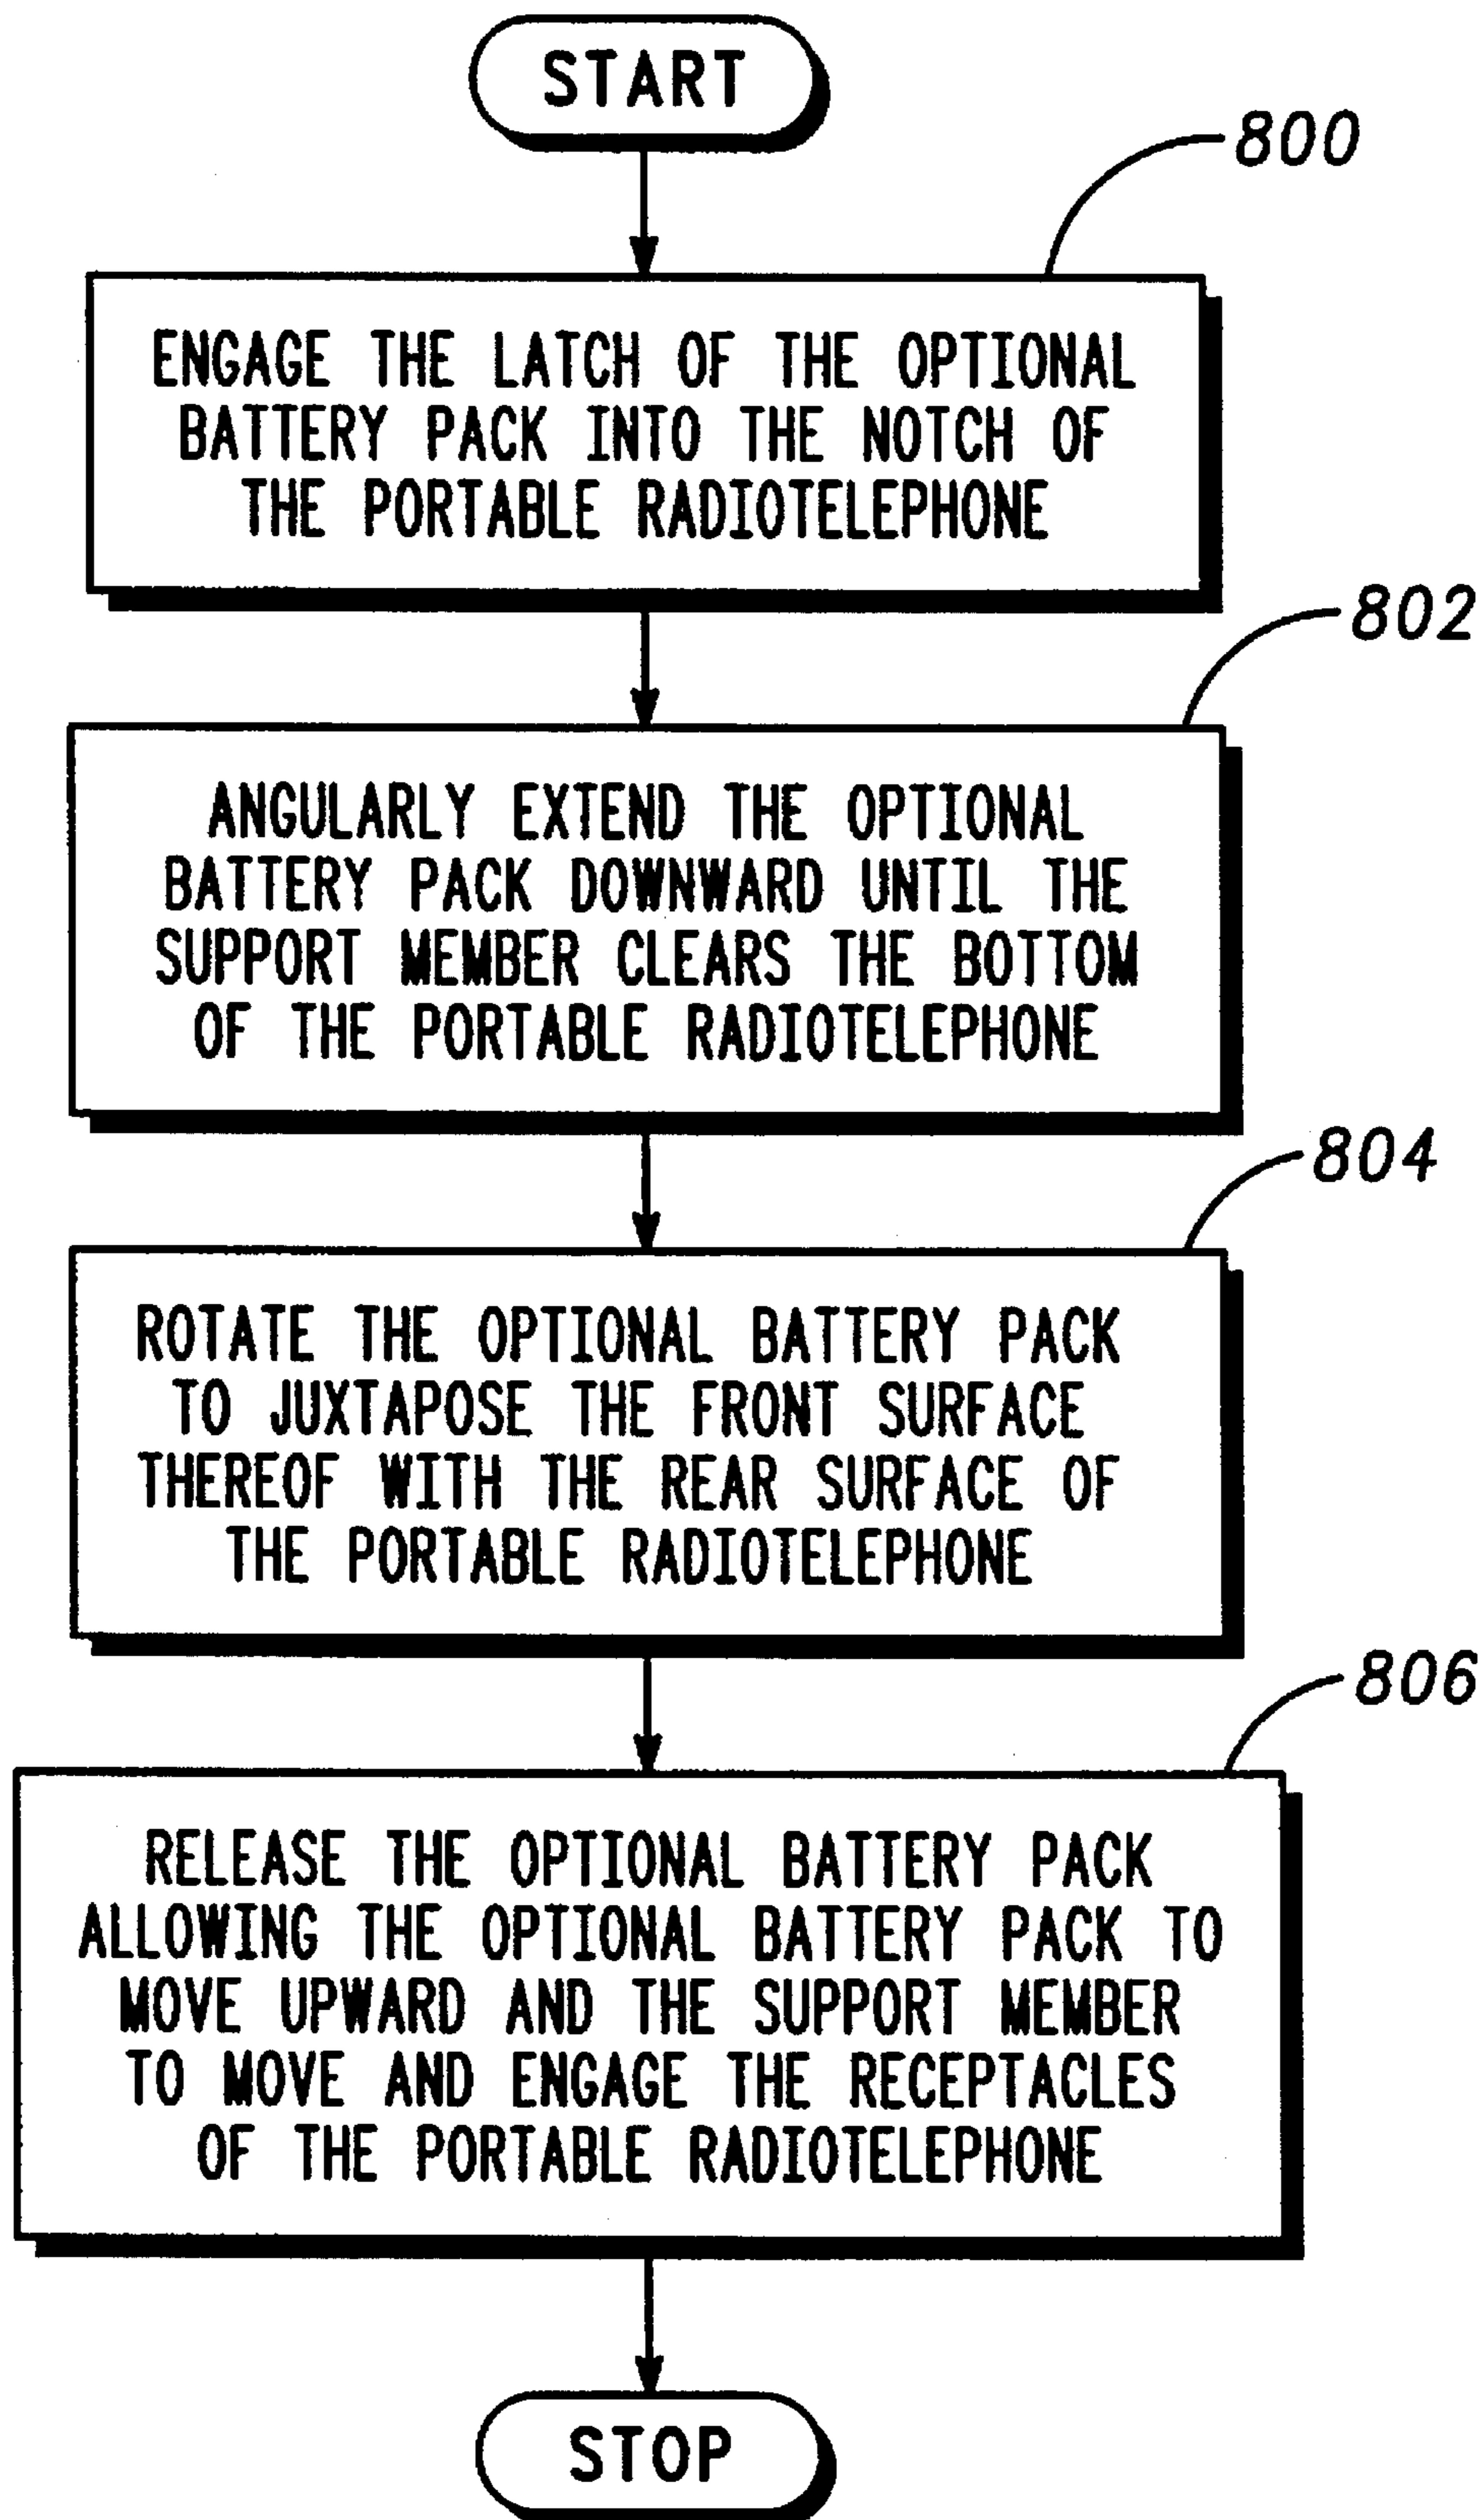 START
800
ENGAGE THE LATCH OF THE OPTIONAL
BATTERY PACK INTO THE NOTCH OF
THE PORTABLE RADIOTELEPHONE
802
ANGULARLY EXTEND THE OPTIONAL
BATTERY PACK DOWNWARD UNTIL THE
SUPPORT MEMBER CLEARS THE BOTTOM
OF THE PORTABLE RADIOTELEPHONE
804
ROTATE THE OPTIONAL BATTERY PACK
TO JUXTAPOSE THE FRONT SURFACE
THEREOF WITH THE REAR SURFACE OF
THE PORTABLE RADIOTELEPHONE
806
RELEASE THE OPTIONAL BATTERY PACK
ALLOWING THE OPTIONAL BATTERY PACK TO
MOVE UPWARD AND THE SUPPORT MEMBER
TO MOVE AND ENGAGE THE RECEPTACLES
OF THE PORTABLE RADIOTELEPHONE
STOP